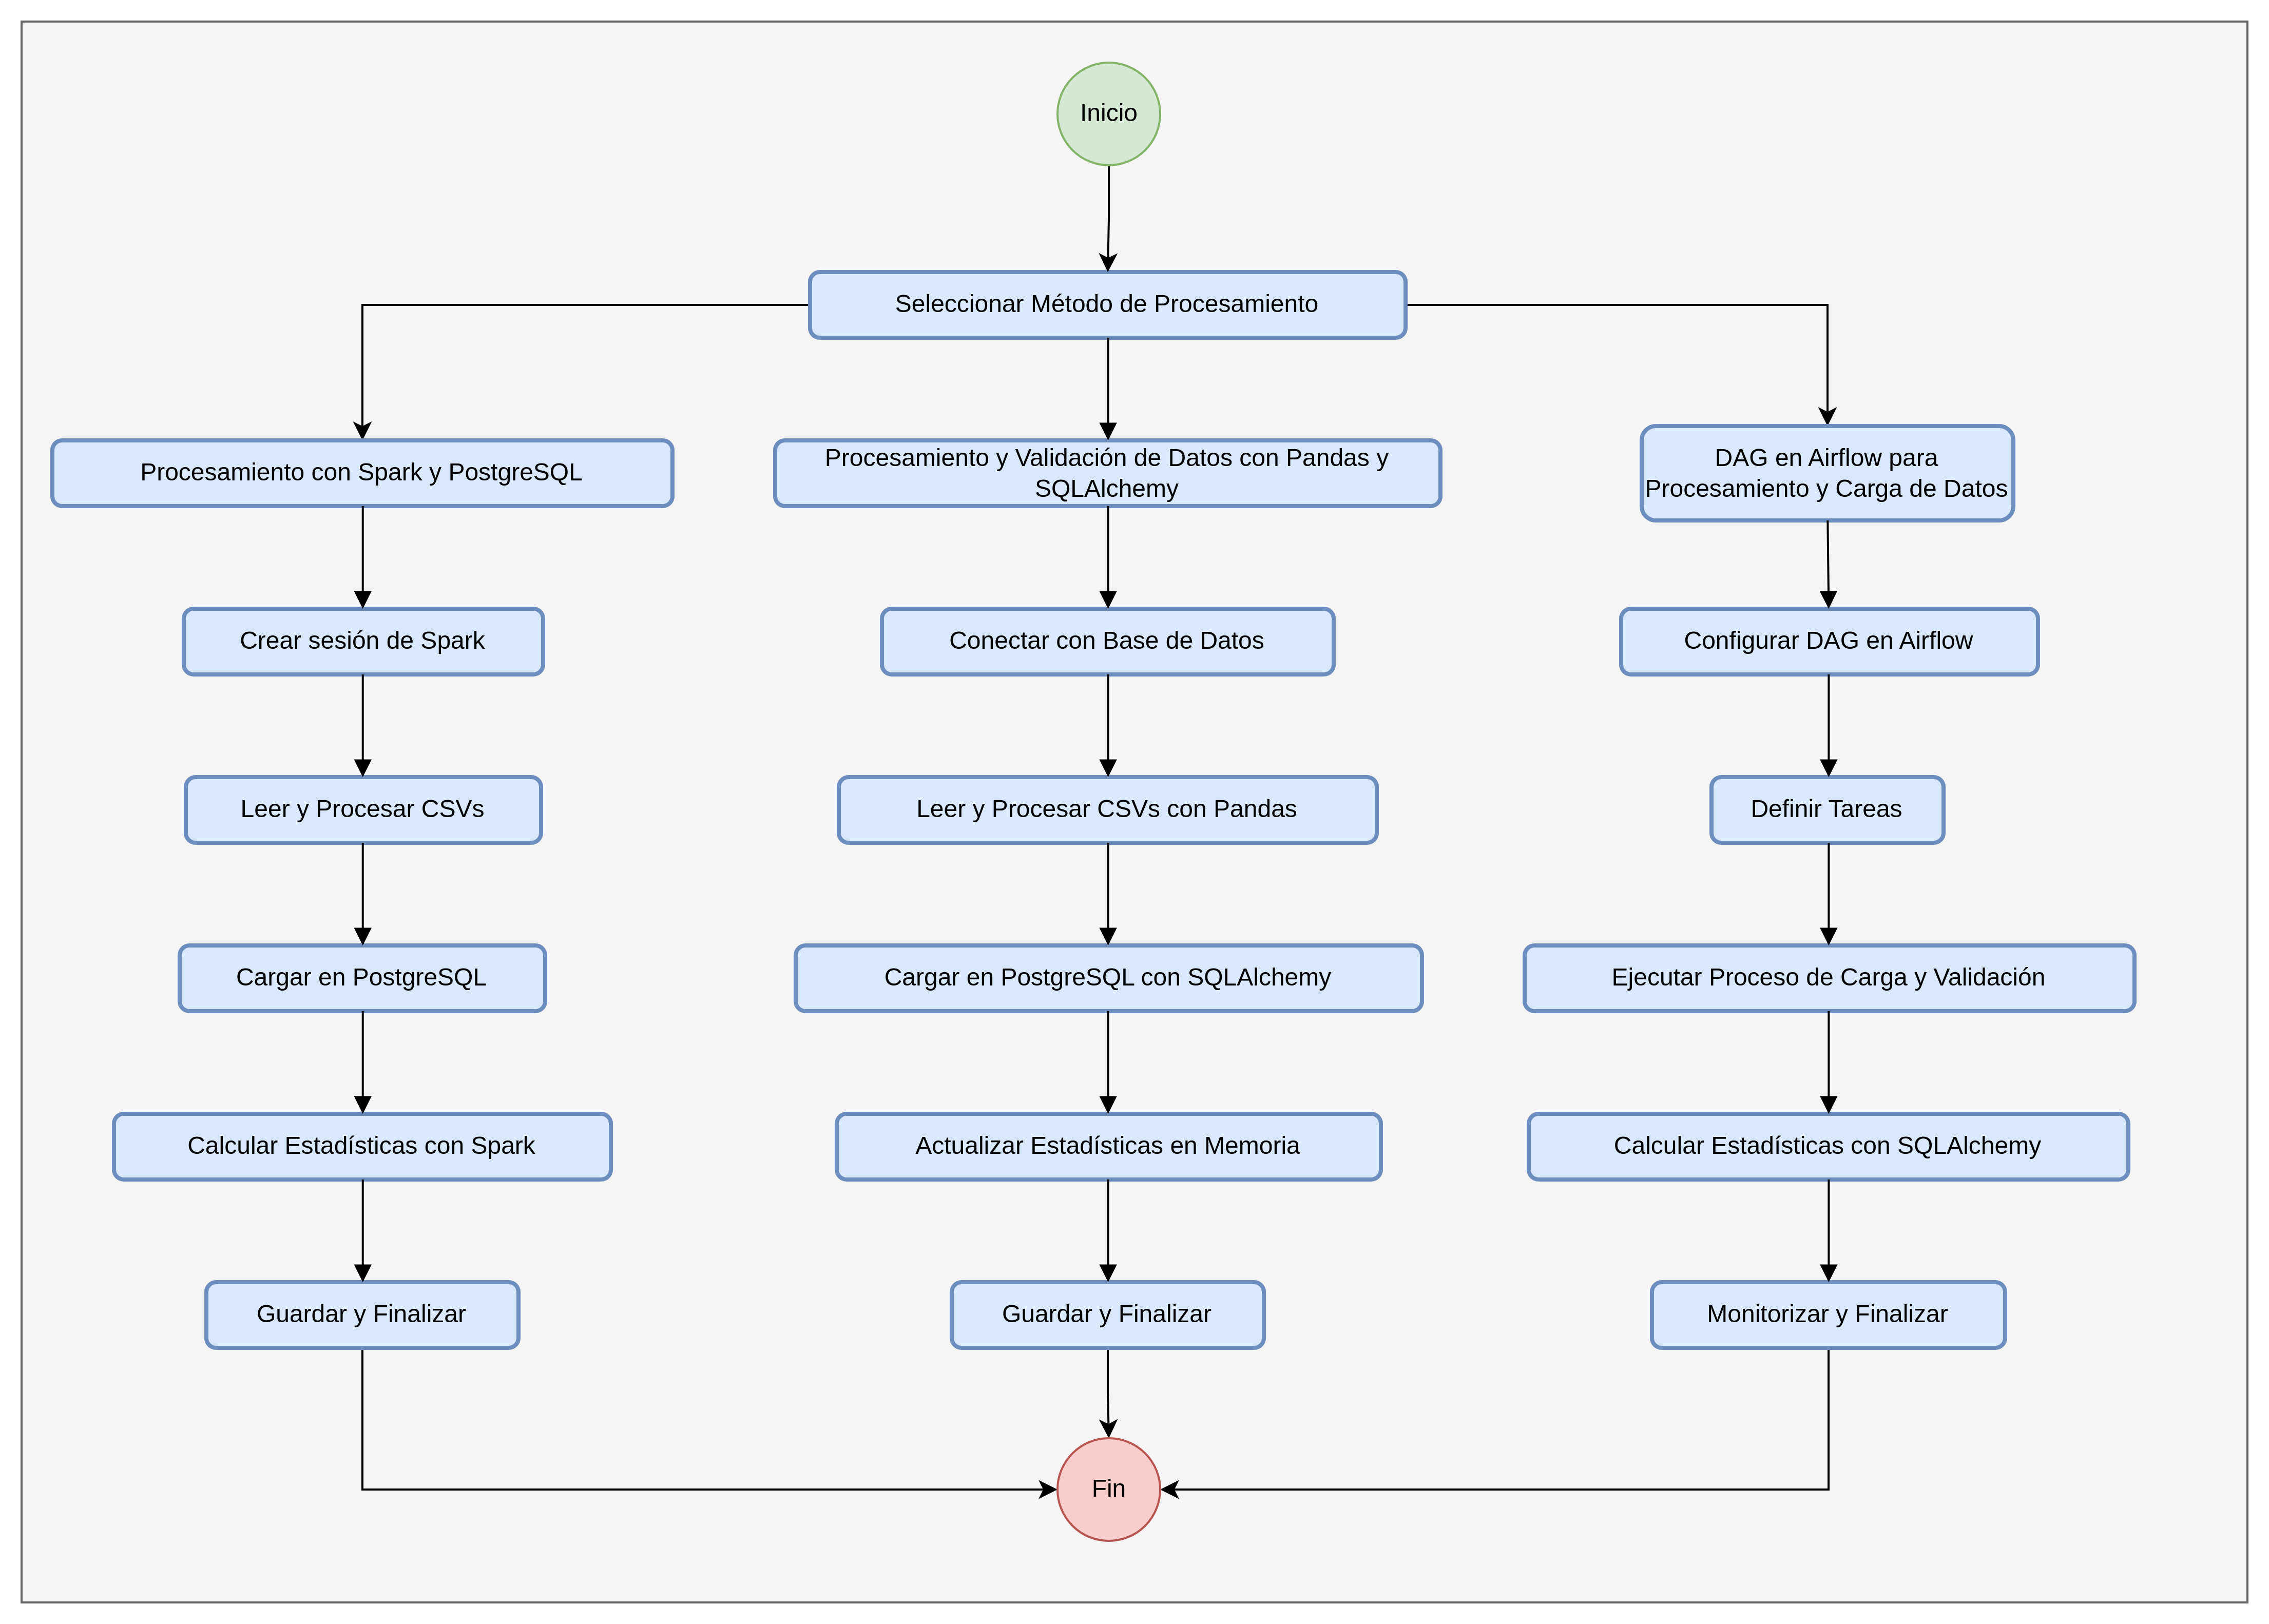 Inicio
Seleccionar Método de Procesamiento
Procesamiento con Spark y PostgreSQL
Procesamiento y Validación de Datos con Pandas y
SQLAlchemy
DAG en Airflow para
Procesamiento y Carga de Datos
Crear sesión de Spark
Conectar con Base de Datos
Configurar DAG en Airflow
Leer y Procesar CSVs
Leer y Procesar CSVs con Pandas
Definir Tareas
Cargar en PostgreSQL
Cargar en PostgreSQL con SQLAlchemy
Ejecutar Proceso de Carga y Validación
Calcular Estadísticas con Spark
Actualizar Estadísticas en Memoria
Calcular Estadísticas con SQLAlchemy
Guardar y Finalizar
Guardar y Finalizar
Monitorizar y Finalizar
Fin